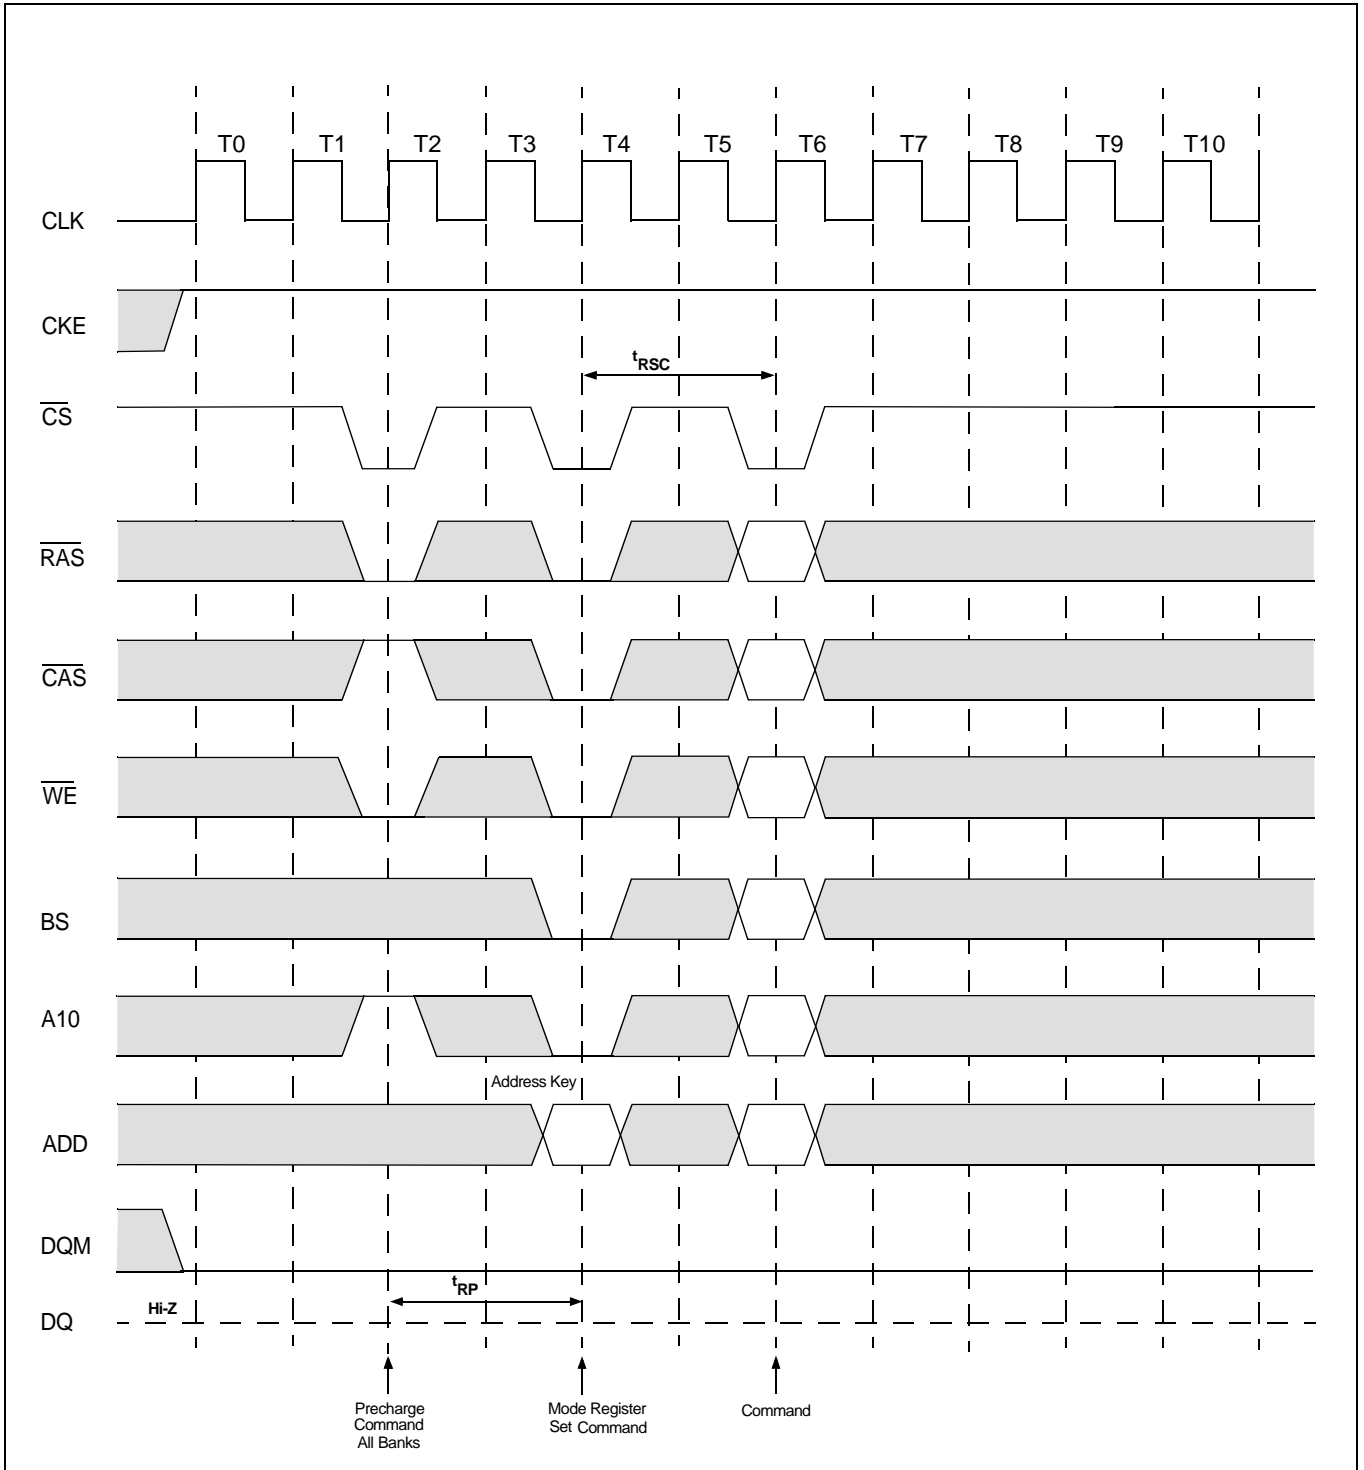 T0 T1 T2 T3 T4 T5 T6 T7 T8 T9 T10
CLK
CKE
tRSC
CS
RAS
CAS
WE
BS
A10
Address Key
ADD
DQM
tRP
Hi-Z
DQ
Precharge
Command
All Banks
Mode Register
Set Command
Command